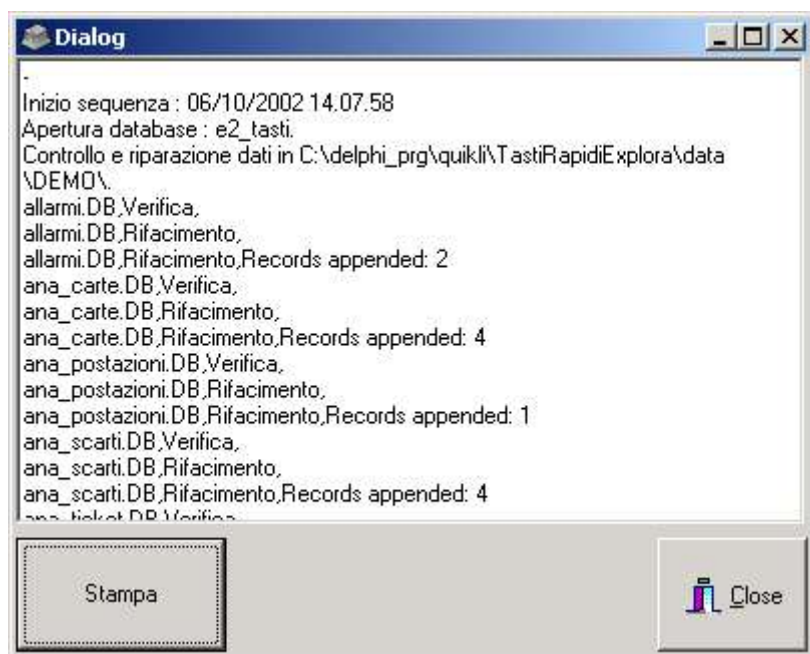 Dialog
-
Inizio sequenza : 06/10/2002 14.07.58
Apertura database : e2_tasti.
Controllo e riparazione dati in C:\delphi_prg\quikli\TastiRapidiExplora\data
\DEMO\.
allarmi.DB,Verifica,
allarmi.DB,Rifacimento,
allarmi.DB,Rifacimento,Records appended: 2
ana_carte.DB,Verifica,
ana_carte.DB,Rifacimento,
ana_carte.DB,Rifacimento,Records appended: 4
ana_postazioni.DB,Verifica,
ana_postazioni.DB,Rifacimento,
ana_postazioni.DB,Rifacimento,Records appended: 1
ana_scarti.DB,Verifica,
ana_scarti.DB,Rifacimento,
ana_scarti.DB,Rifacimento,Records appended: 4
ana_ticket.DB,Verifica,
Stampa
Close